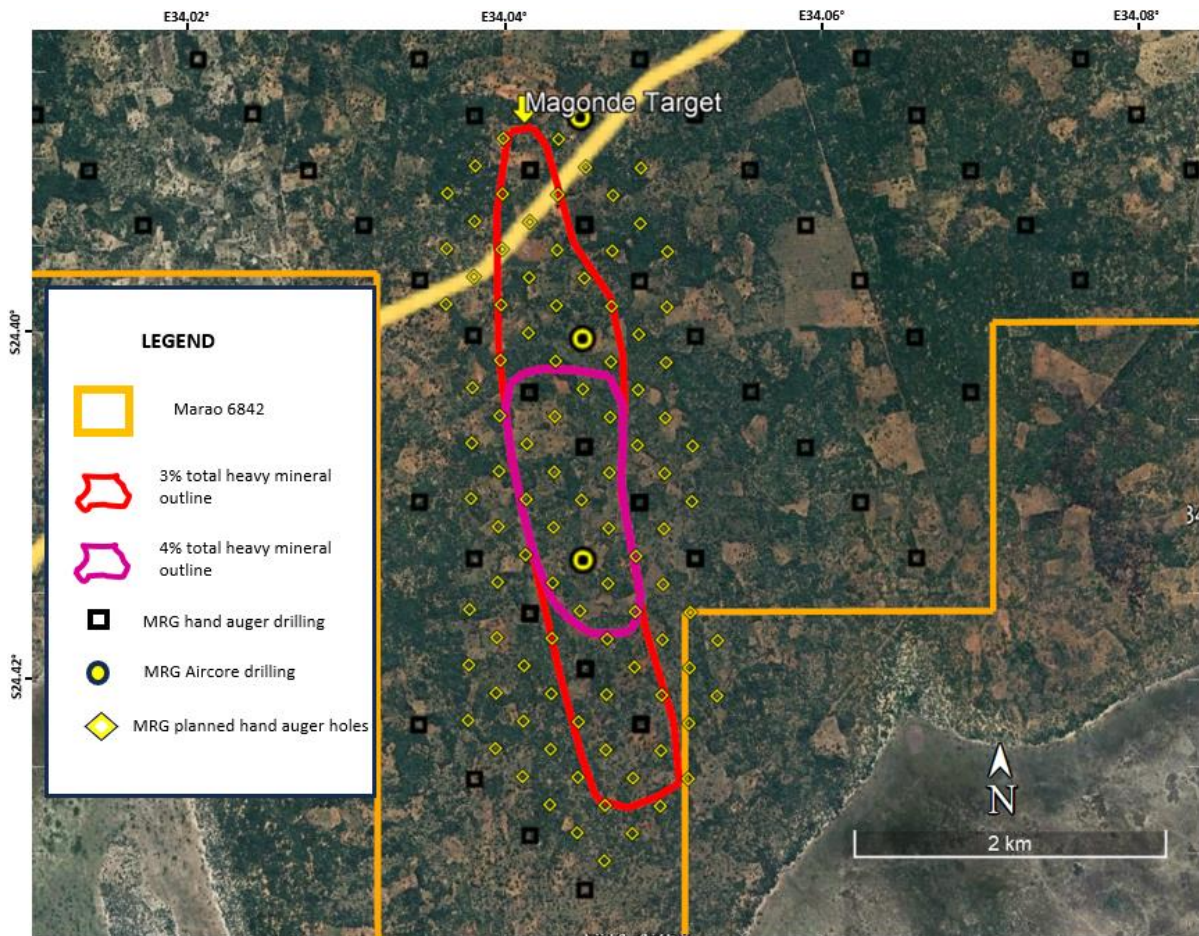 E34.02°
E34.04°
E34.06°
E34.08°
Magonde Target
S24.40°
S24.42°
LEGEND
Marao 6842
3% total heavy mineral
outline
4% total heavy mineral
outline
MRG hand auger drilling
MRG Aircore drilling
MRG planned hand auger holes
N
2 km